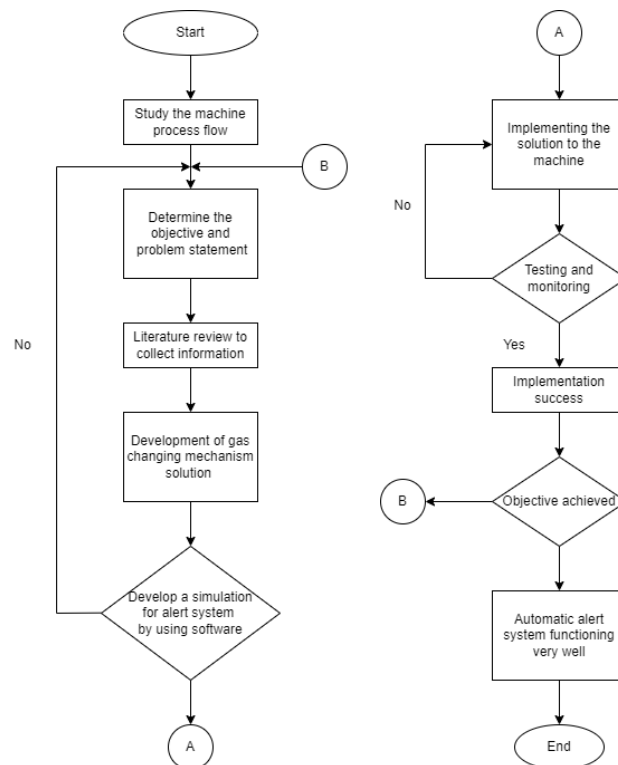 Start
Study the machine
process flow
B
Determine the
objective and
problem statement
Literature review to
collect information
No
Development of gas
changing mechanism
solution
Develop a simulation
for alert system
by using software
A
A
Implementing the
solution to the
machine
No
Testing and
monitoring
Yes
Implementation
success
B
Objective achieved
Automatic alert
system functioning
very well
End